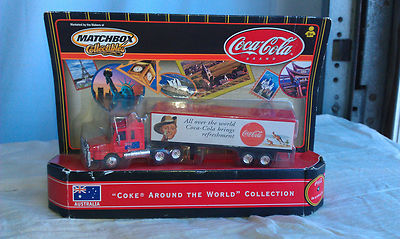 Marketed by the Makers of
MATCHBOX
Collectibles
Coca-Cola
BRAND
All over the world
Coca-Cola brings
refreshment
Coca-Cola
AUSTRALIA
"COKE® AROUND THE WORLD" COLLECTION